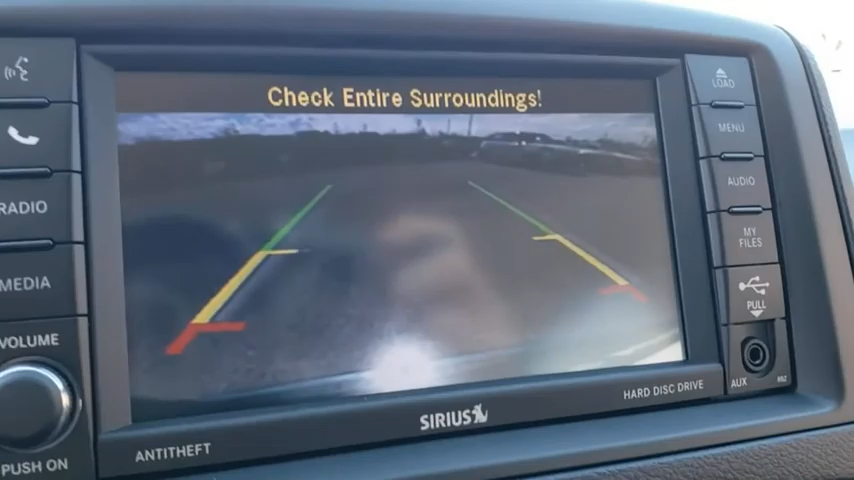 Check Entire Surroundings!
RADIO
MEDIA
VOLUME
PUSH ON
ANTITHEFT
SIRIUS
HARD DISC DRIVE
LOAD
MENU
AUDIO
MY
FILES
PULL
AUX